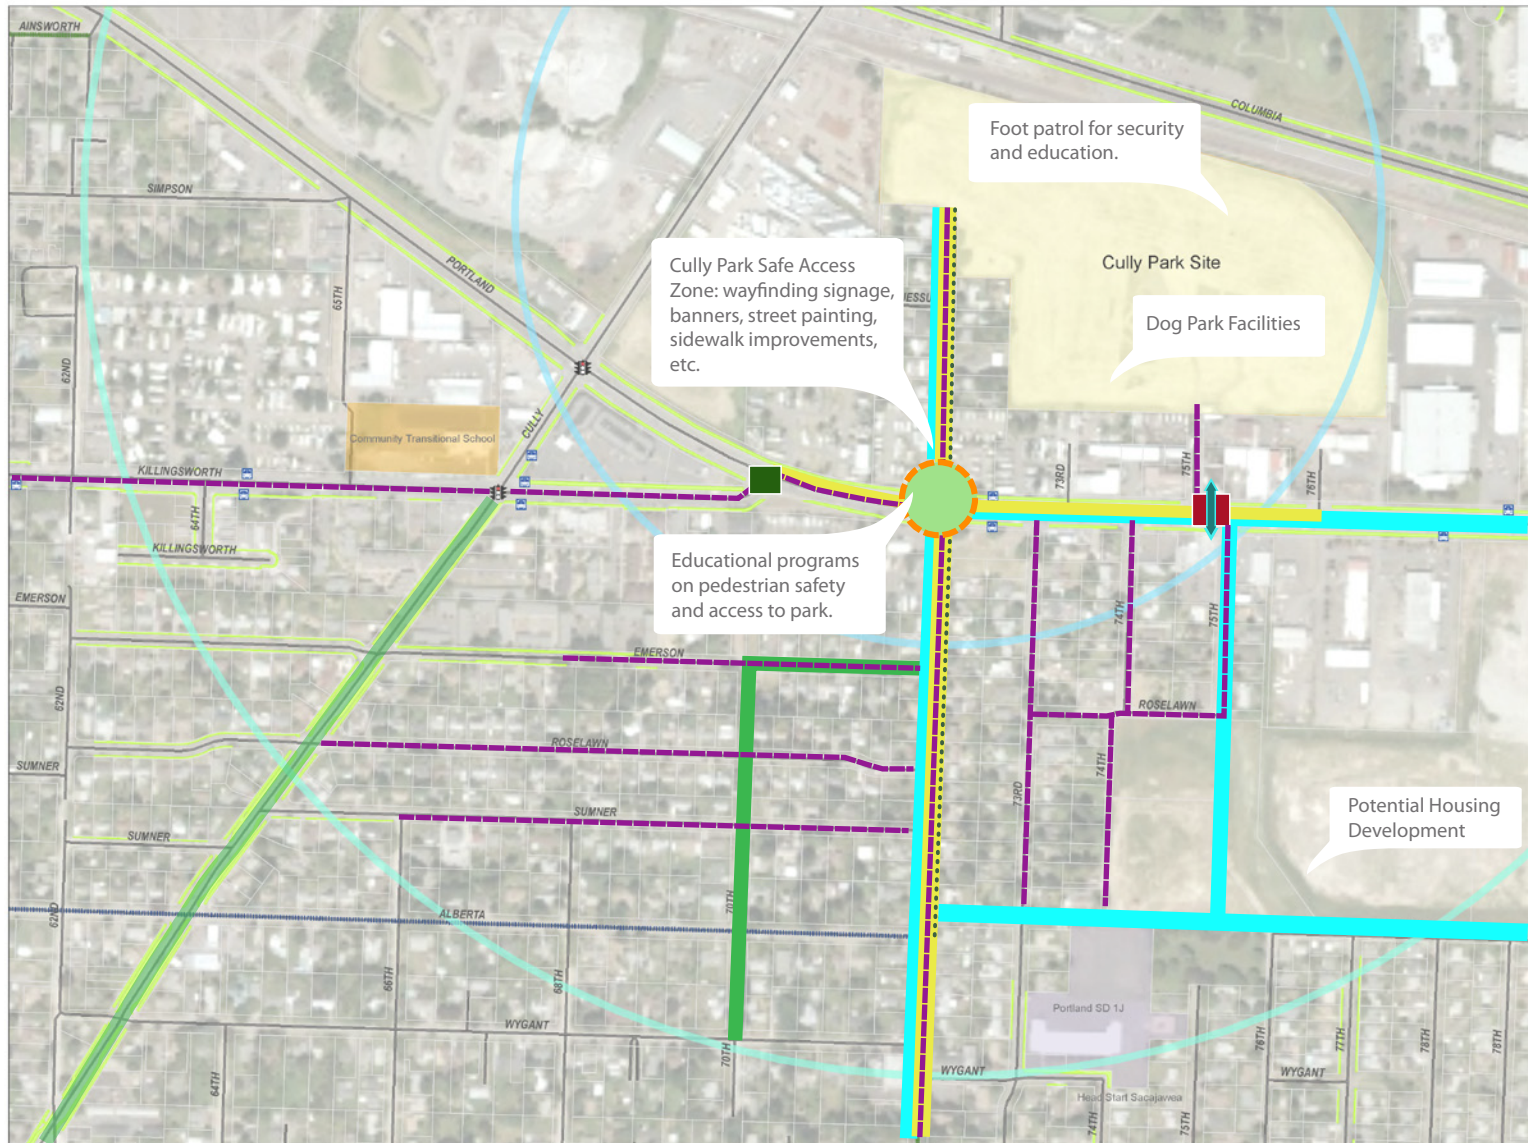 AINSWORTH
COLUMBIA
Foot patrol for security
and education.
SIMPSON
PORTLAND
Cully Park Site
Cully Park Safe Access
Zone: wayfinding signage,
banners, street painting,
sidewalk improvements,
etc.
65TH
Dog Park Facilities
62ND
CULLY
Community Transitional School
KILLINGSWORTH
73RD
75TH
76TH
64TH
KILLINGSWORTH
Educational programs
on pedestrian safety
and access to park.
EMERSON
74TH
75TH
EMERSON
62ND
ROSELAWN
ROSELAWN
SUMNER
74TH
73RD
SUMNER
SUMNER
Potential Housing
Development
70TH
62ND
ALBERTA
66TH
68TH
Portland SD 1J
WYGANT
76TH
77TH
78TH
78TH
70TH
64TH
WYGANT
WYGANT
Head Start Sacajawea
74TH
75TH